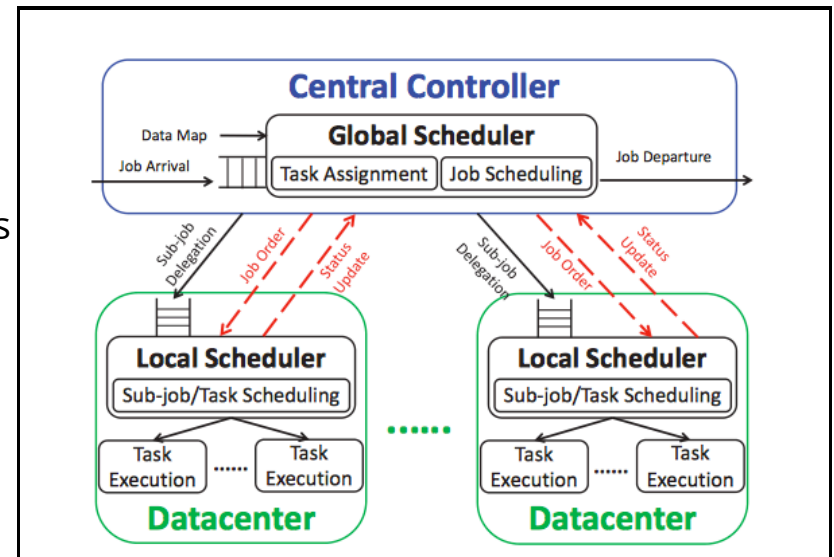 Central Controller
Data Map
Global Scheduler
Job Arrival
Task Assignment
Job Scheduling
Job Departure
s
Sub-job
Delegation
Job Order
Status
Update
Sub-job
Delegation
Job Order
Status
Update
Local Scheduler
Sub-job/Task Scheduling
Task
Execution
......
Task
Execution
Datacenter
......
Local Scheduler
Sub-job/Task Scheduling
Task
Execution
......
Task
Execution
Datacenter